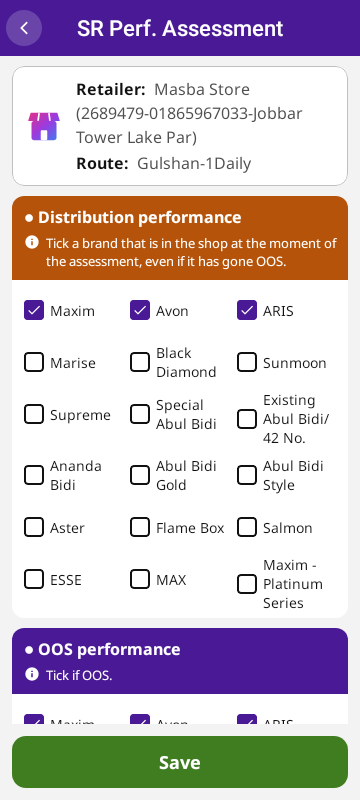 SR Perf. Assessment
Retailer: Masba Store
(2689479-01865967033-Jobbar
Tower Lake Par)
Route: Gulshan-1Daily
Distribution performance
Tick a brand that is in the shop at the moment of
the assessment, even if it has gone OOS.
Maxim
Avon
ARIS
Marise
Black
Diamond
Sunmoon
Supreme
Special
Abul Bidi
Existing
Abul Bidi/
42 No.
Ananda
Bidi
Abul Bidi
Gold
Abul Bidi
Style
Aster
Flame Box
Salmon
ESSE
MAX
Maxim -
Platinum
Series
OOS performance
Tick if OOS.
Maxim
Avon
ARIS
Save